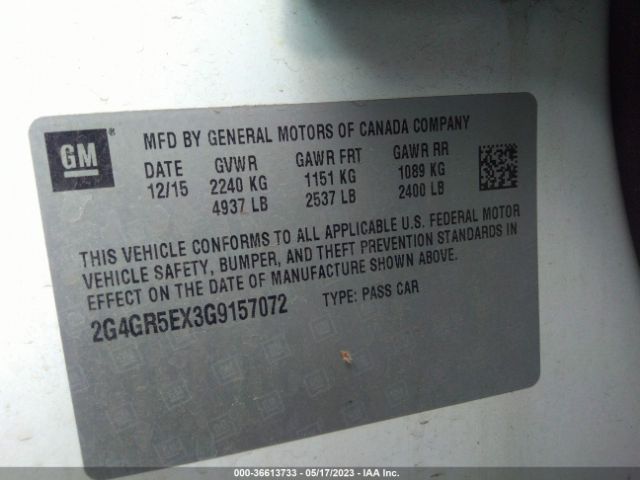 GM ®
MFD BY GENERAL MOTORS OF CANADA COMPANY
DATE GVWR GAWR FRT GAWR RR
12/15 2240 KG 1151 KG 1089 KG
4937 LB 2537 LB 2400 LB
THIS VEHICLE CONFORMS TO ALL APPLICABLE U.S. FEDERAL MOTOR
VEHICLE SAFETY, BUMPER, AND THEFT PREVENTION STANDARDS IN
EFFECT ON THE DATE OF MANUFACTURE SHOWN ABOVE.
2G4GR5EX3G9157072 TYPE: PASS CAR
000-36613733 - 05/17/2023 - IAA Inc.